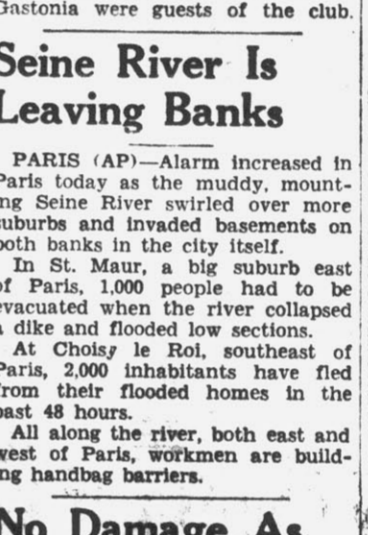 Gastonia were guests of the club.
Seine River Is
Leaving Banks
PARIS (AP)—Alarm increased in
Paris today as the muddy, mount-
ing Seine River swirled over more
suburbs and invaded basements on
both banks in the city itself.
In St. Maur, a big suburb east
of Paris, 1,000 people had to be
evacuated when the river collapsed
a dike and flooded low sections.
At Choisy le Roi, southeast of
Paris, 2,000 inhabitants have fled
from their flooded homes in the
past 48 hours.
All along the river, both east and
west of Paris, workmen are build-
ing handbag barriers.
No Damage As